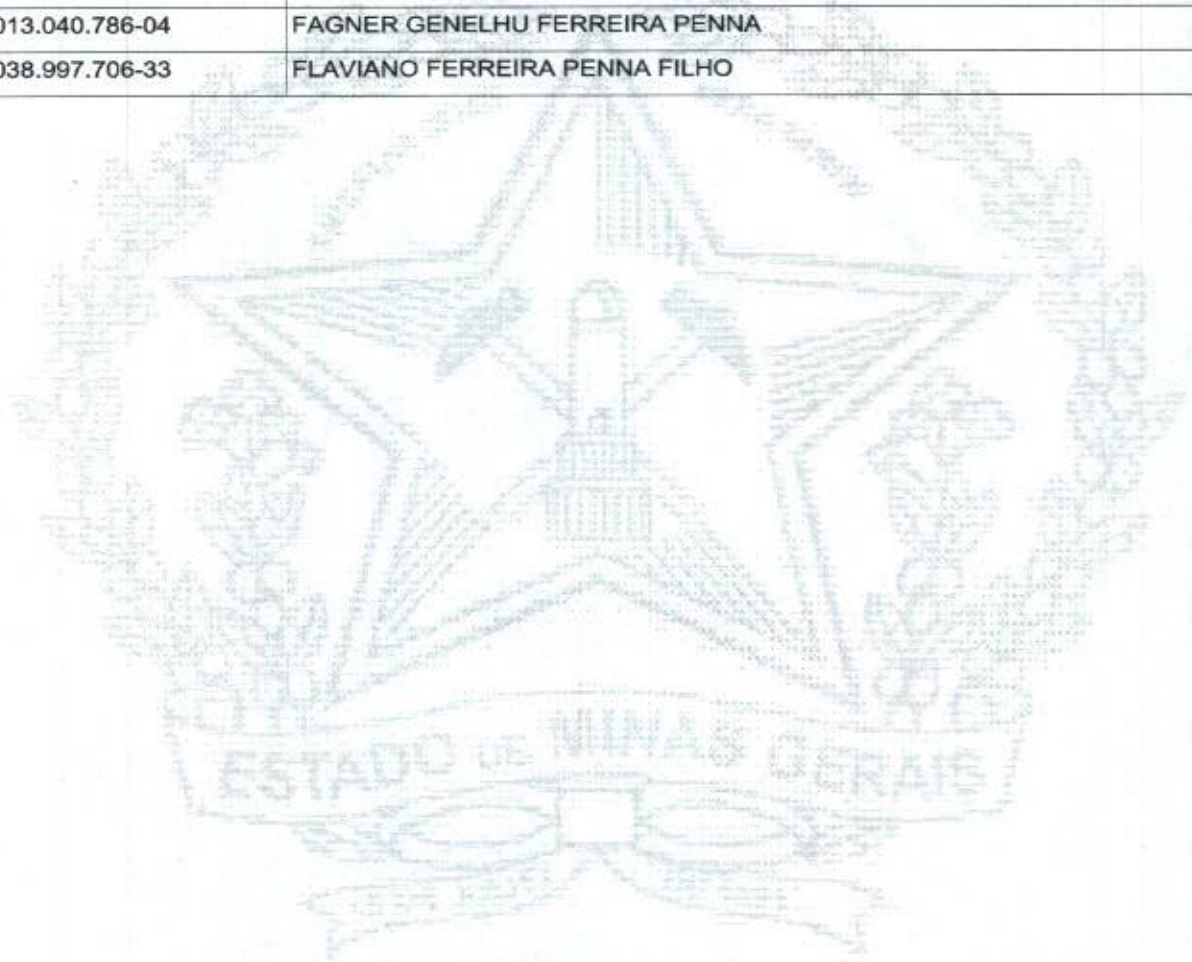 013.040.786-04 FAGNER GENELHU FERREIRA PENNA
038.997.706-33 FLAVIANO FERREIRA PENNA FILHO
ESTADO DE MINAS GERAIS